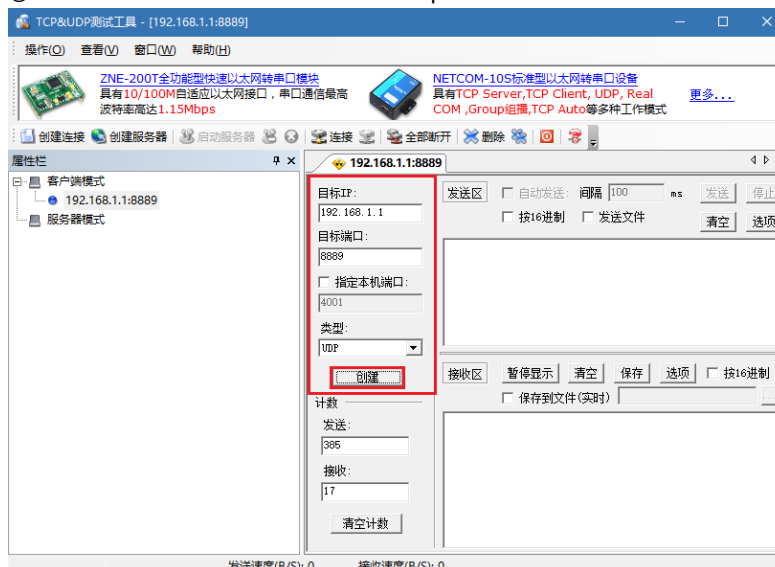 TCP&UDP测试工具 - [192.168.1.1:8889]
操作(O) 查看(V) 窗口(W) 帮助(H)
ZNE-200T全功能型快速以太网转串口模块
具有10/100M自适应以太网接口，串口通信最高
波特率高达1.15Mbps
NETCOM-10S标准型以太网转串口设备
具有TCP Server,TCP Client, UDP, Real
COM ,Group组播,TCP Auto等多种工作模式
更多...
创建连接 创建服务器 启动服务器 连接 全部断开 删除
属性栏
客户端模式
192.168.1.1:8889
服务器模式
192.168.1.1:8889
目标IP:
192.168.1.1
目标端口:
8889
指定本机端口:
4001
类型:
UDP
创建
计数
发送:
385
接收:
17
清空计数
发送区 自动发送: 间隔 100 ms 发送 停止
按16进制 发送文件 清空 选项
接收区 暂停显示 清空 保存 选项 按16进制
保存到文件(实时) ...
发送速度(B/S): 0 接收速度(B/S): 0